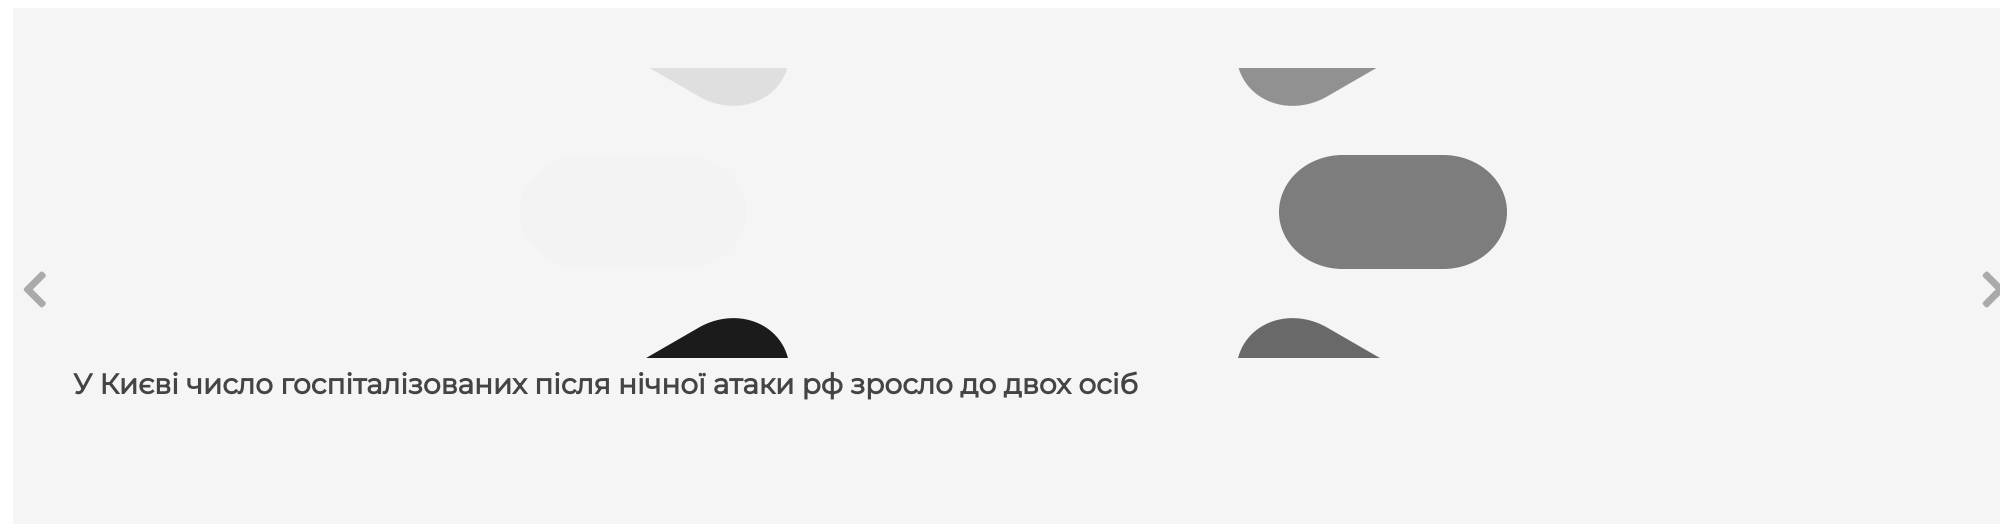 У Києві число госпіталізованих після нічної атаки рф зросло до двох осіб